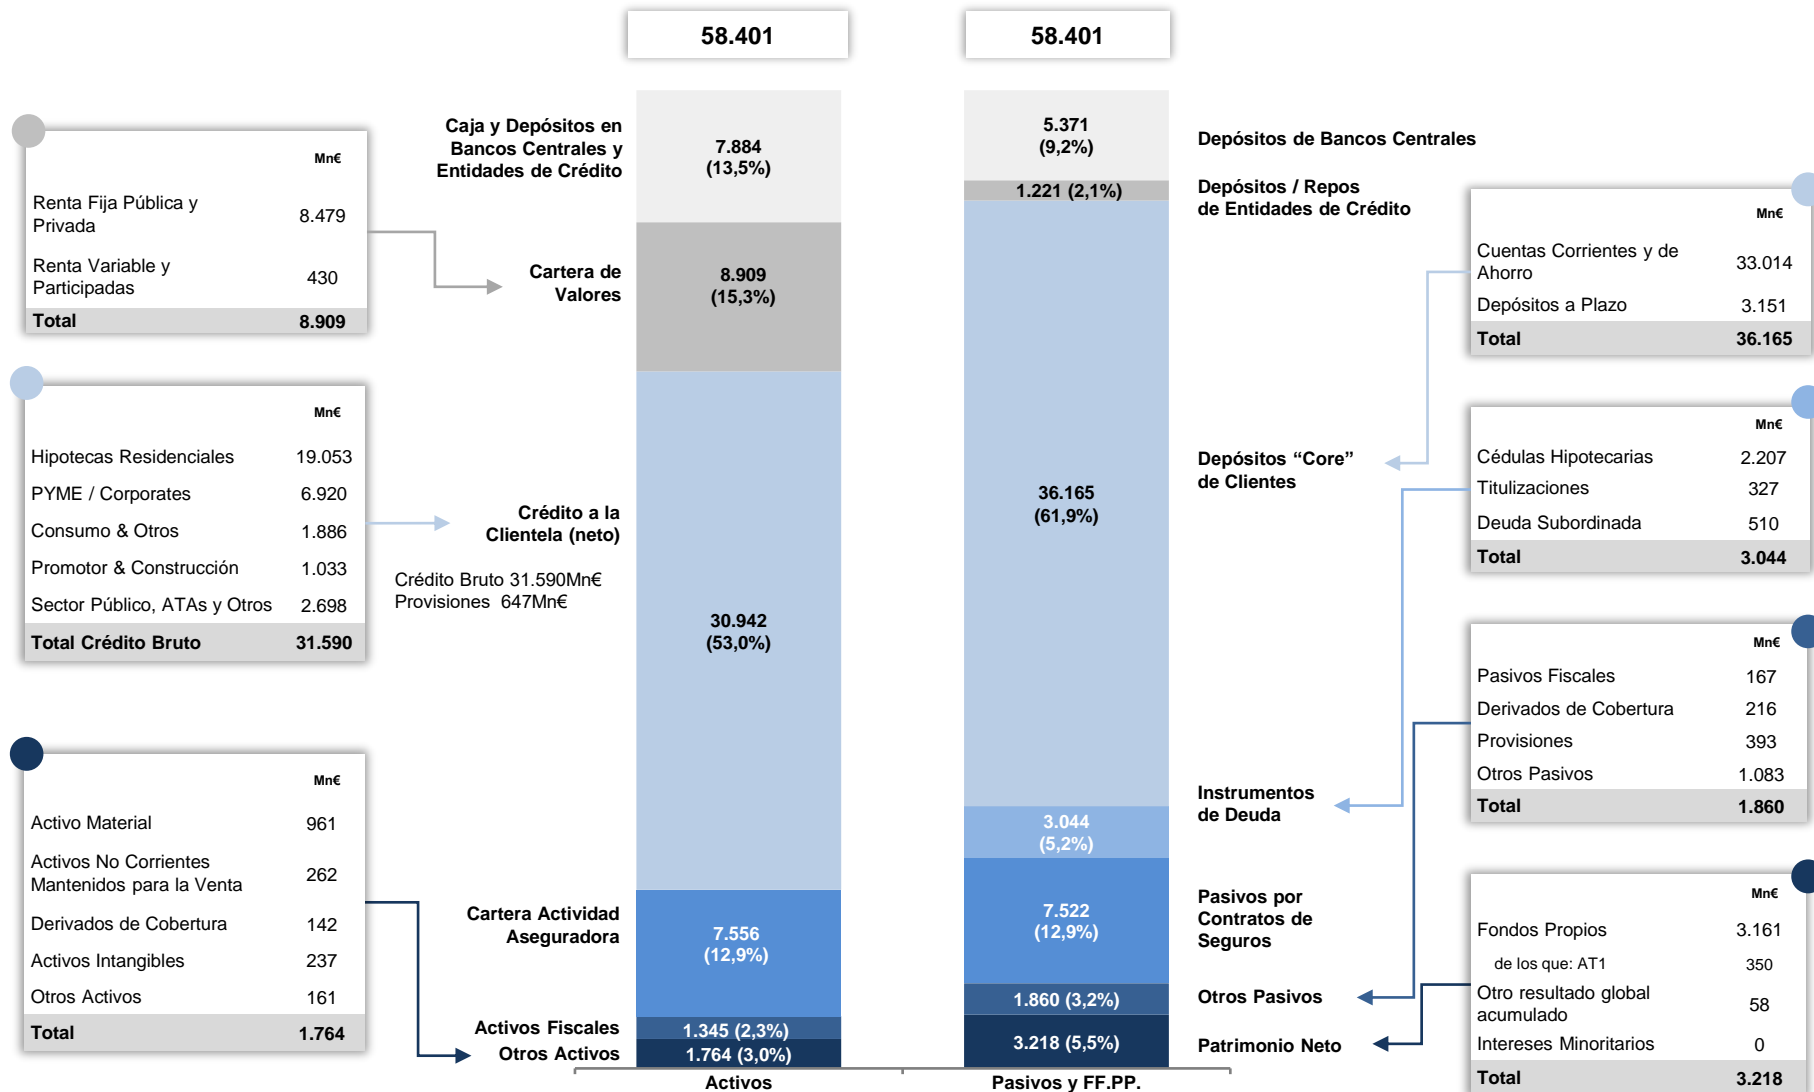 58.401
58.401
Mn€
Renta Fija Pública y
Privada
8.479
Renta Variable y
Participadas
430
Total 8.909
Mn€
Hipotecas Residenciales 19.053
PYME / Corporates 6.920
Consumo & Otros 1.886
Promotor & Construcción 1.033
Sector Público, ATAs y Otros 2.698
Total Crédito Bruto 31.590
Mn€
Activo Material 961
Activos No Corrientes
Mantenidos para la Venta
262
Derivados de Cobertura 142
Activos Intangibles 237
Otros Activos 161
Total 1.764
Caja y Depósitos en
Bancos Centrales y
Entidades de Crédito
Cartera de
Valores
Crédito a la
Clientela (neto)
Crédito Bruto 31.590Mn€
Provisiones 647Mn€
Cartera Actividad
Aseguradora
Activos Fiscales
Otros Activos
7.884
(13,5%)
8.909
(15,3%)
30.942
(53,0%)
7.556
(12,9%)
1.345 (2,3%)
1.764 (3,0%)
Activos
5.371
(9,2%)
1.221 (2,1%)
36.165
(61,9%)
3.044
(5,2%)
7.522
(12,9%)
1.860 (3,2%)
3.218 (5,5%)
Pasivos y FF.PP.
Depósitos de Bancos Centrales
Depósitos / Repos
de Entidades de Crédito
Depósitos “Core”
de Clientes
Instrumentos
de Deuda
Pasivos por
Contratos de
Seguros
Otros Pasivos
Patrimonio Neto
Mn€
Cuentas Corrientes y de
Ahorro
33.014
Depósitos a Plazo 3.151
Total 36.165
Mn€
Cédulas Hipotecarias 2.207
Titulizaciones 327
Deuda Subordinada 510
Total 3.044
Mn€
Pasivos Fiscales 167
Derivados de Cobertura 216
Provisiones 393
Otros Pasivos 1.083
Total 1.860
Mn€
Fondos Propios 3.161
de los que: AT1 350
Otro resultado global
acumulado
58
Intereses Minoritarios 0
Total 3.218